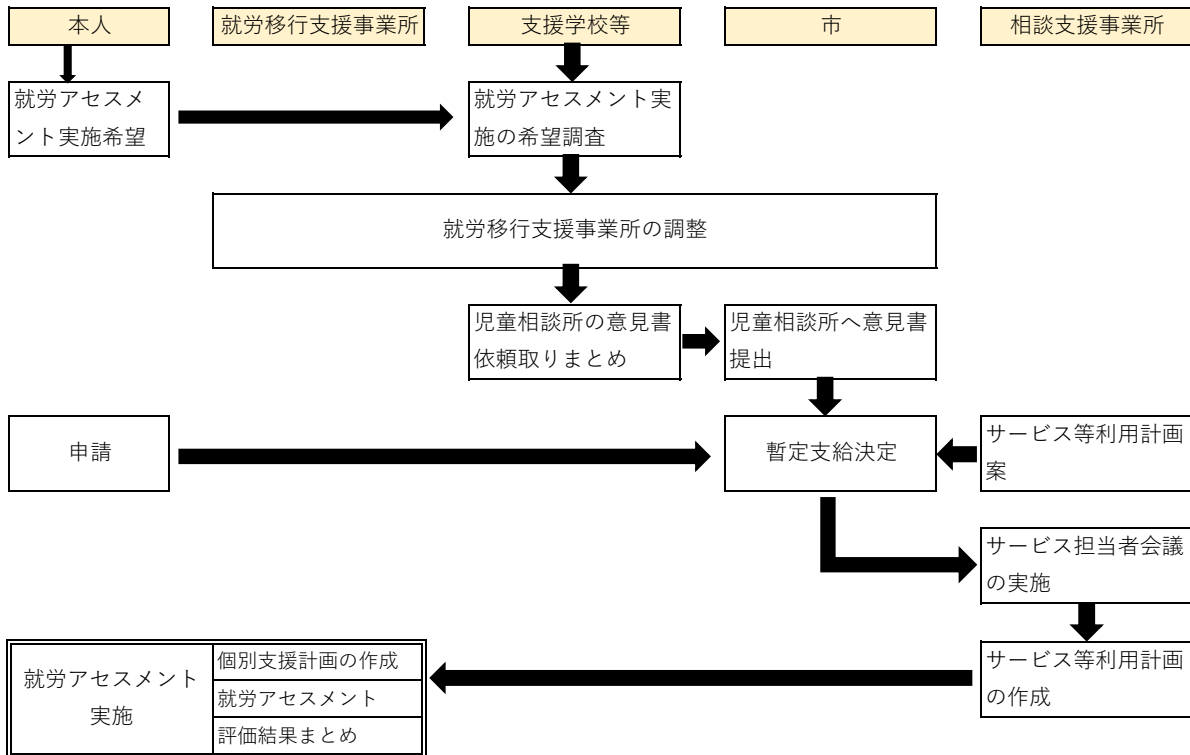 本人
就労移行支援事業所
支援学校等
市
相談支援事業所
就労アセスメ
ント実施希望
就労アセスメント実
施の希望調査
就労移行支援事業所の調整
児童相談所の意見書
依頼取りまとめ
児童相談所へ意見書
提出
申請
暫定支給決定
サービス等利用計画
案
サービス担当者会議
の実施
就労アセスメント
実施
個別支援計画の作成
就労アセスメント
評価結果まとめ
サービス等利用計画
の作成